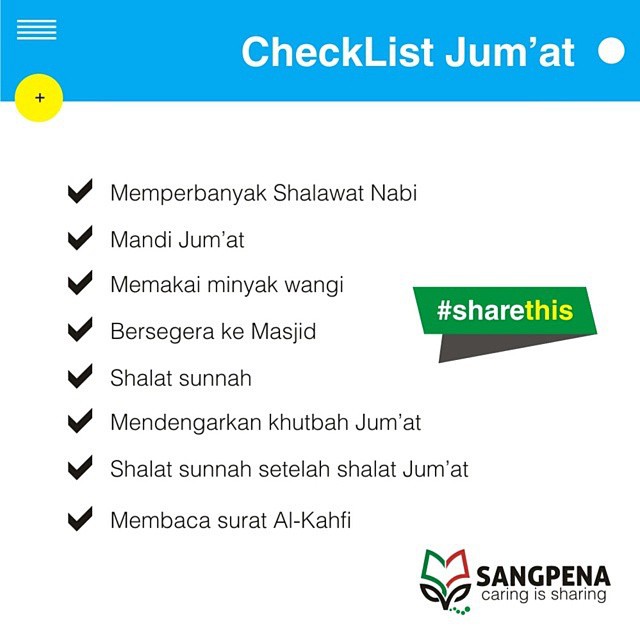 CheckList Jum’at
+
Memperbanyak Shalawat Nabi
Mandi Jum’at
Memakai minyak wangi
Bersegera ke Masjid
Shalat sunnah
Mendengarkan khutbah Jum’at
Shalat sunnah setelah shalat Jum’at
Membaca surat Al-Kahfi
#sharethis
SANGPENA
caring is sharing